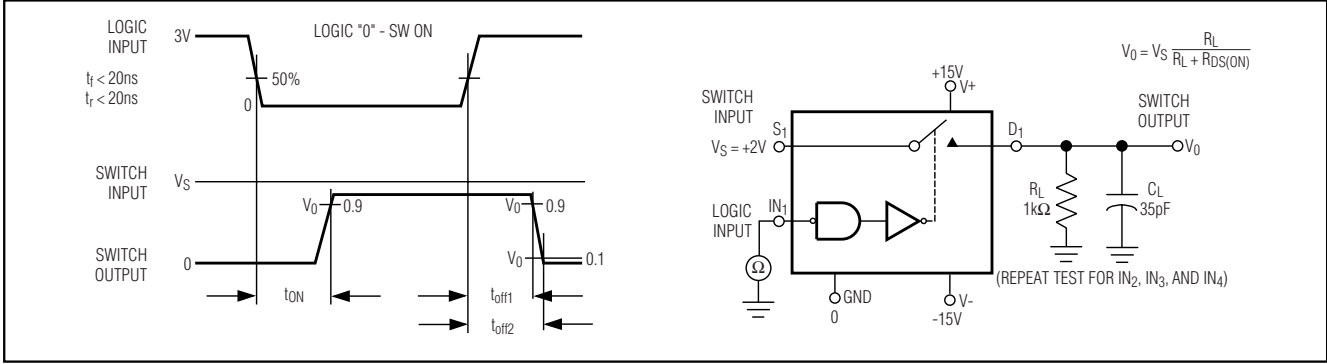 LOGIC
INPUT
3V
LOGIC "0" - SW ON
tf < 20ns
tr < 20ns
50%
0
SWITCH
INPUT
VS
V0
0.9
V0
0.9
SWITCH
OUTPUT
0
V0
0.1
tON
toff1
toff2
V0 = VS RL / RL + RDS(ON)
+15V
V+
SWITCH
INPUT
S1
VS = +2V
D1
SWITCH
OUTPUT
V0
LOGIC
INPUT
IN1
RL
1kΩ
CL
35pF
Ω
(REPEAT TEST FOR IN2, IN3, AND IN4)
GND
0
V-
-15V